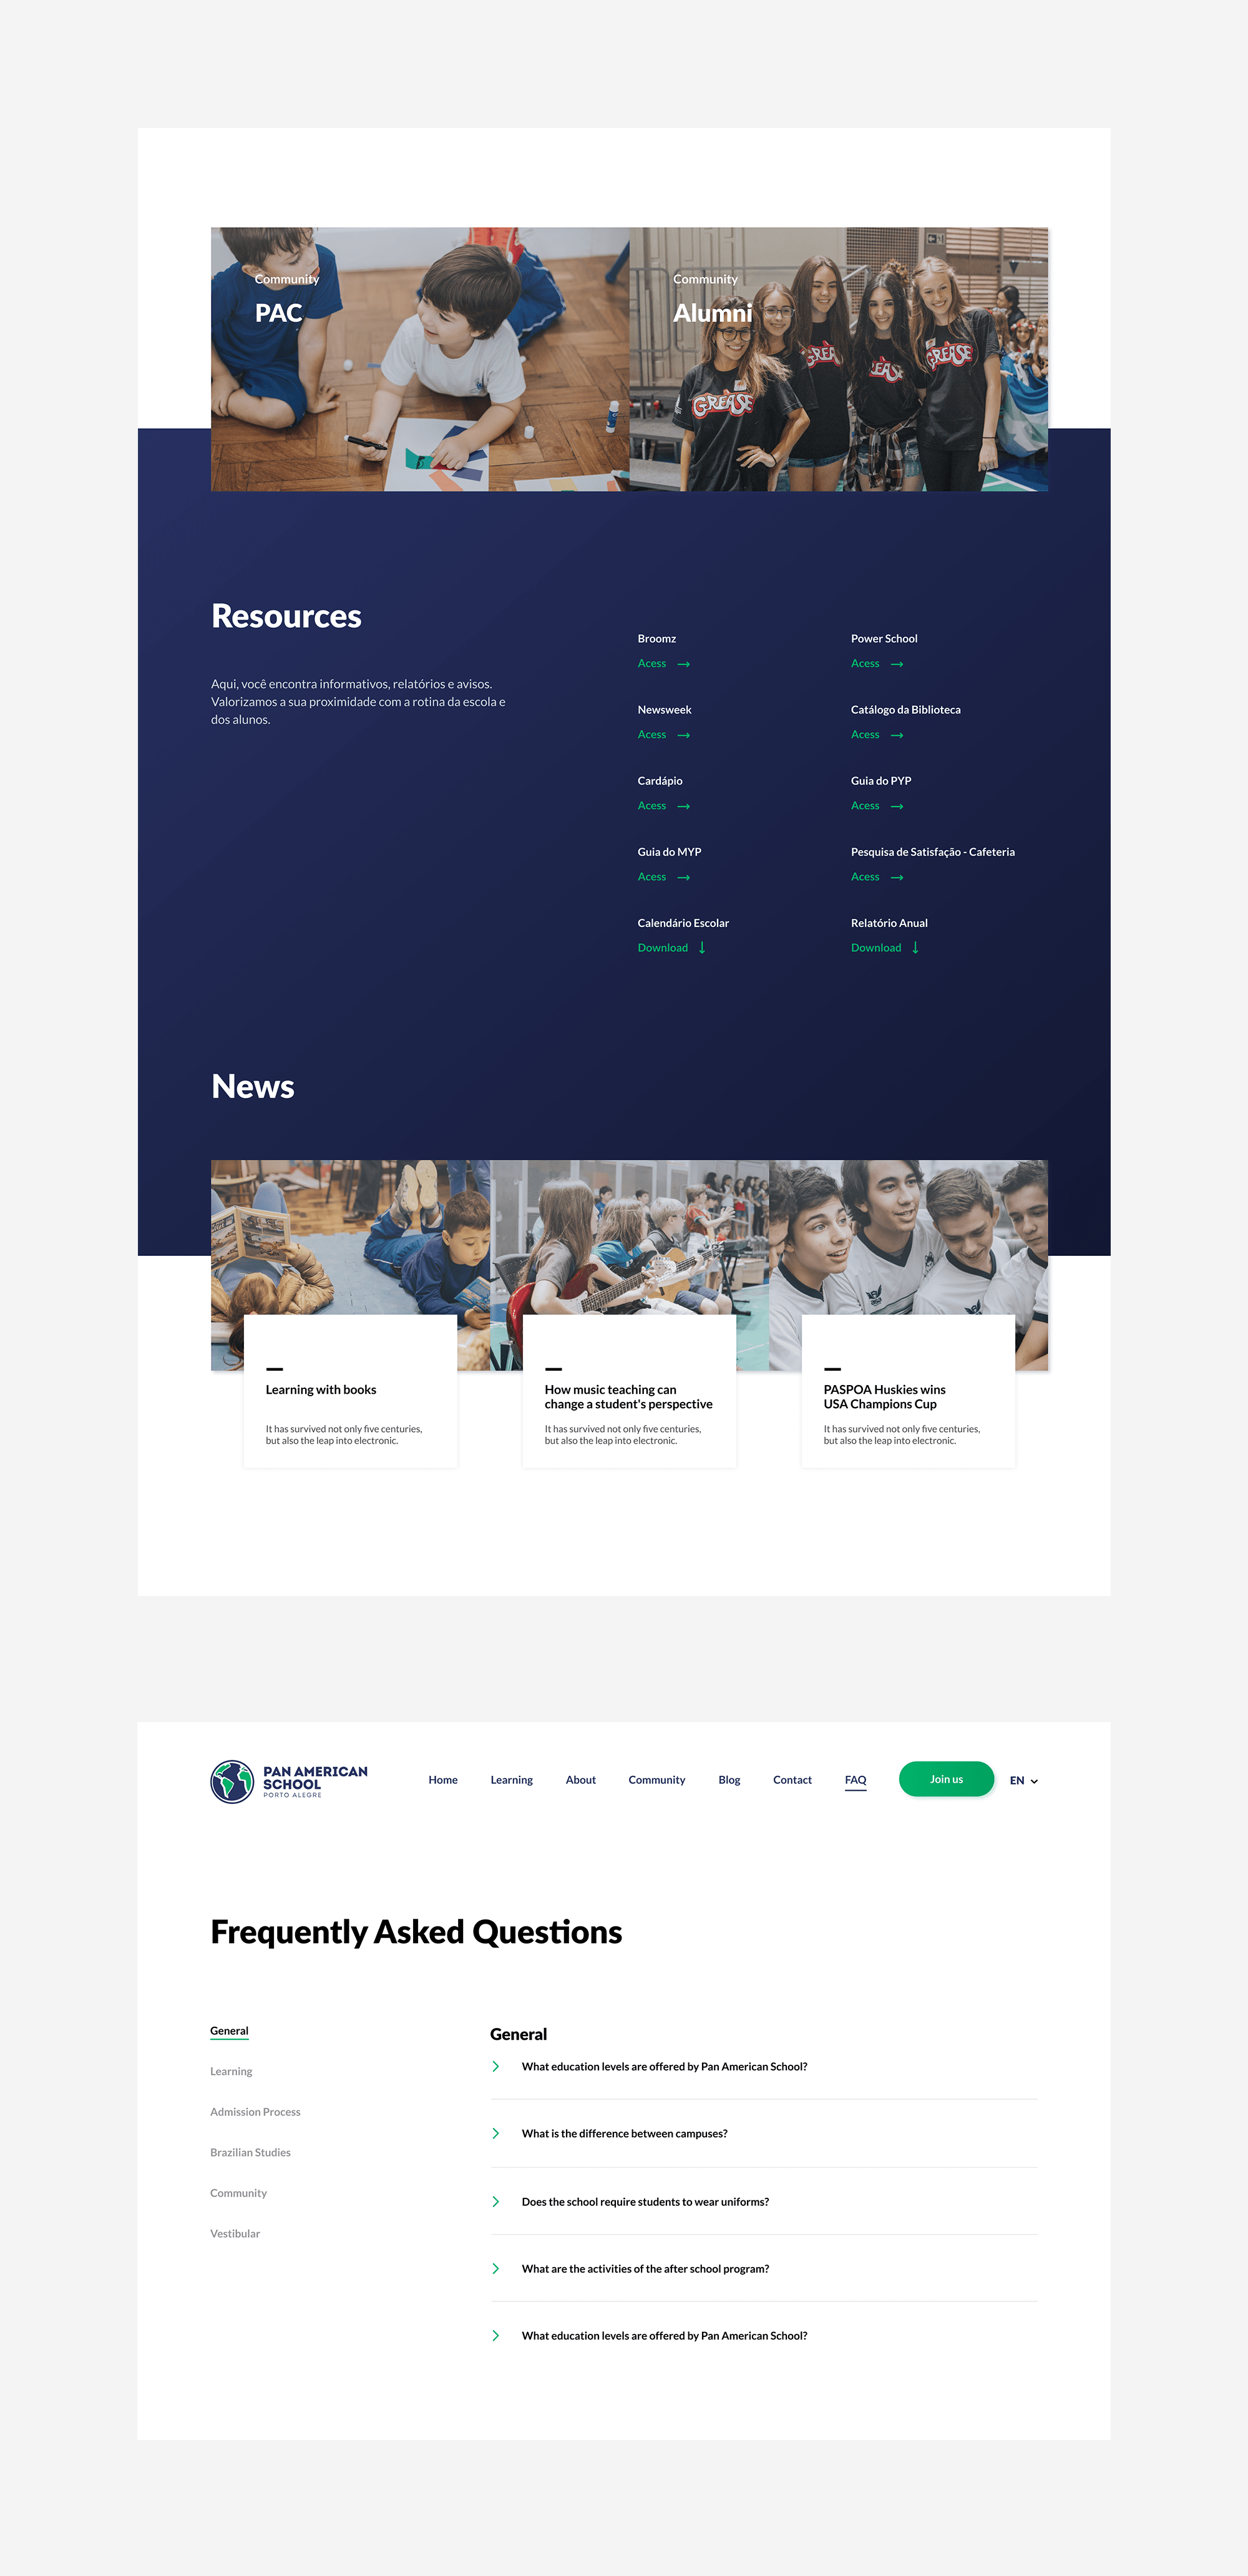 Community
PAC
Community
Alumni
GREASE
GREA
EAS
GREASE
Resources
Aqui, você encontra informativos, relatórios e avisos.
Valorizamos a sua proximidade com a rotina da escola e
dos alunos.
Broomz
Acess
Power School
Acess
Newsweek
Acess
Catálogo da Biblioteca
Acess
Cardápio
Acess
Guia do PYP
Acess
Guia do MYP
Acess
Pesquisa de Satisfação - Cafeteria
Acess
Calendário Escolar
Download
Relatório Anual
Download
News
Learning with books
It has survived not only five centuries,
but also the leap into electronic.
How music teaching can
change a student's perspective
It has survived not only five centuries,
but also the leap into electronic.
PASPOA Huskies wins
USA Champions Cup
It has survived not only five centuries,
but also the leap into electronic.
PAN AMERICAN
SCHOOL
PORTO ALEGRE
Home Learning About Community Blog Contact FAQ Join us EN
Frequently Asked Questions
General
Learning
Admission Process
Brazilian Studies
Community
Vestibular
General
What education levels are offered by Pan American School?
What is the difference between campuses?
Does the school require students to wear uniforms?
What are the activities of the after school program?
What education levels are offered by Pan American School?